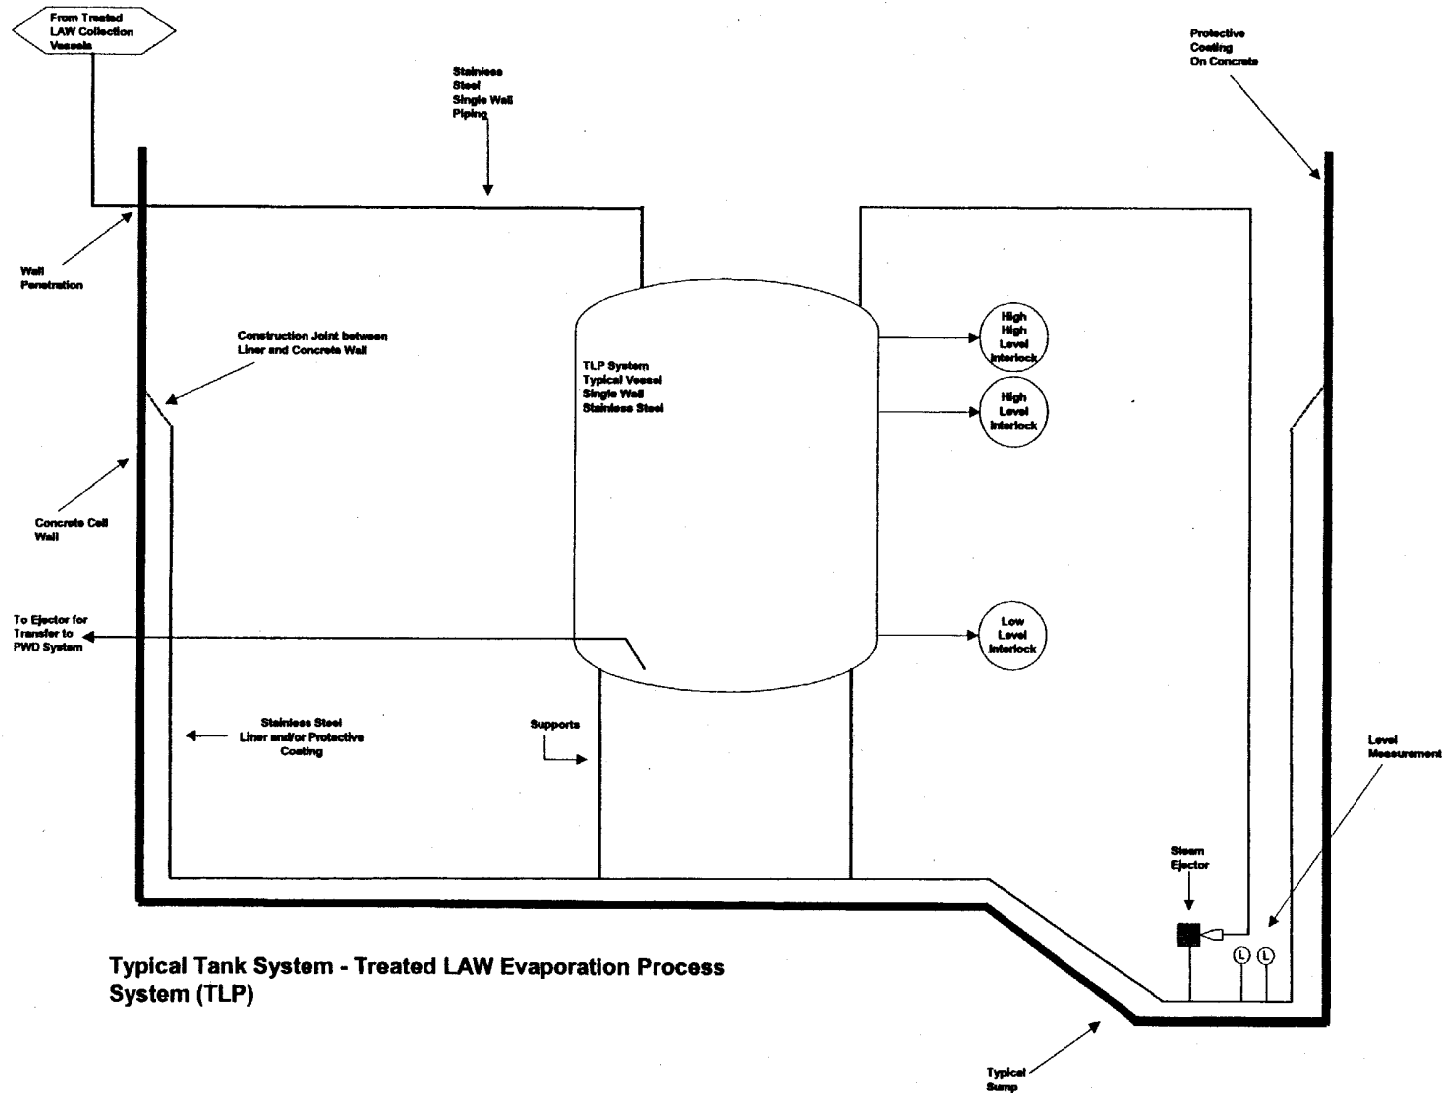 From Treated
LAW Collection
Vessels
Stainless
Steel
Single Wall
Piping
Protective
Coating
On Concrete
Wall
Penetration
Construction Joint between
Liner and Concrete Wall
TLP System
Typical Vessel
Single Wall
Stainless Steel
High
High
Level
Interlock
High
Level
Interlock
Concrete Cell
Wall
To Ejector for
Transfer to
PWD System
Low
Level
Interlock
Stainless Steel
Liner and/or Protective
Coating
Supports
Level
Measurement
Steam
Ejector
L
L
Typical Tank System - Treated LAW Evaporation Process
System (TLP)
Typical
Sump